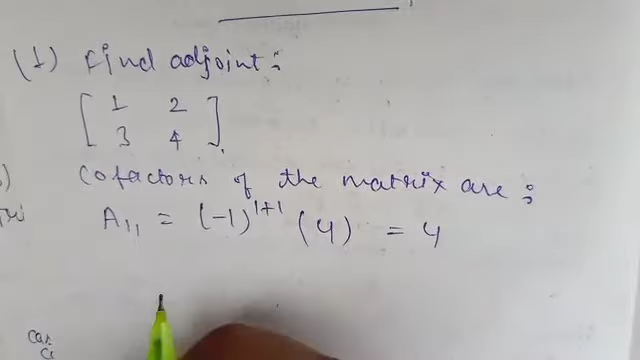 (1) Find adjoint:
[ 1 2
3 4 ]
Cofactors of the matrix are:
A₁₁ = (-1)¹⁺¹ (4) = 4